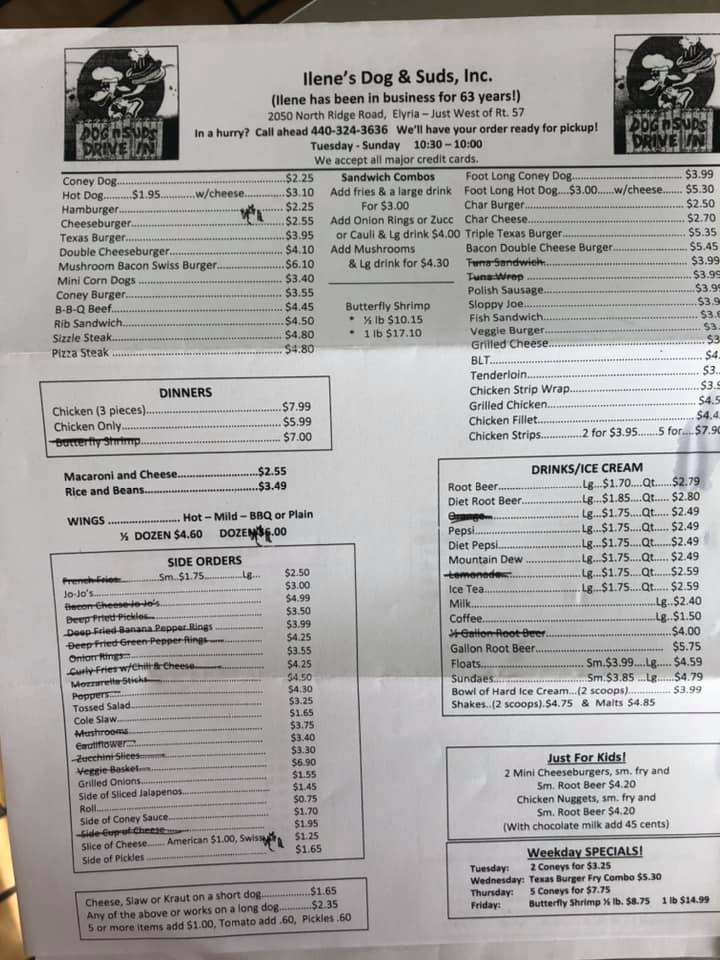 DOG n SUDS
DRIVE IN
Ilene's Dog & Suds, Inc.
(Ilene has been in business for 63 years!)
2050 North Ridge Road, Elyria – Just West of Rt. 57
In a hurry? Call ahead 440-324-3636 We'll have your order ready for pickup!
Tuesday - Sunday 10:30 – 10:00
We accept all major credit cards.
DOG n SUDS
DRIVE IN
Coney Dog...$2.25
Hot Dog...$1.95...w/cheese...$3.10
Hamburger...$2.25
Cheeseburger...$2.55
Texas Burger...$3.95
Double Cheeseburger...$4.10
Mushroom Bacon Swiss Burger...$6.10
Mini Corn Dogs...$3.40
Coney Burger...$3.55
B-B-Q Beef...$4.45
Rib Sandwich...$4.50
Sizzle Steak...$4.80
Pizza Steak...$4.80
Sandwich Combos
Add fries & a large drink
For $3.00
Add Onion Rings or Zucc
or Cauli & Lg drink $4.00
Add Mushrooms
& Lg drink for $4.30
Butterfly Shrimp
* ½ lb $10.15
* 1 lb $17.10
Foot Long Coney Dog...$3.99
Foot Long Hot Dog....$3.00......w/cheese.......$5.30
Char Burger...$2.50
Char Cheese...$2.70
Triple Texas Burger...$5.35
Bacon Double Cheese Burger...$5.45
Tuna Sandwich...$3.99
Tuna Wrap...$3.99
Polish Sausage...$3.9
Sloppy Joe...$3.9
Fish Sandwich...$3.
Veggie Burger...$3.
Grilled Cheese...$3
BLT...$4.
Tenderloin...$3.
Chicken Strip Wrap...$3.
Grilled Chicken...$4.5
Chicken Fillet...$4.4
Chicken Strips...2 for $3.95......5 for....$7.90
DINNERS
Chicken (3 pieces)...$7.99
Chicken Only...$5.99
Butterfly Shrimp...$7.00
Macaroni and Cheese...$2.55
Rice and Beans...$3.49
WINGS ... Hot – Mild – BBQ or Plain
½ DOZEN $4.60 DOZEN $6.00
SIDE ORDERS
French Fries...Sm..$1.75...Lg... $2.50
Jo-Jo's...$3.00
Bacon Cheese Jo-Jo's...$4.99
Deep Fried Pickles...$3.50
Deep Fried Banana Pepper Rings...$3.99
Deep Fried Green Pepper Rings...$4.25
Onion Rings...$3.55
Curly Fries w/Chili & Cheese...$4.25
Mozzarella Sticks...$4.50
Poppers...$4.30
Tossed Salad...$3.25
Cole Slaw...$1.65
Mushrooms...$3.75
Cauliflower...$3.40
Zucchini Slices...$3.30
Veggie Basket...$6.90
Grilled Onions...$1.55
Side of Sliced Jalapenos...$1.45
Roll...$0.75
Side of Coney Sauce...$1.70
Side Cup of Cheese...$1.95
Slice of Cheese...... American $1.00, Swiss $1.25
Side of Pickles...$1.65
Cheese, Slaw or Kraut on a short dog...$1.65
Any of the above or works on a long dog...$2.35
5 or more items add $1.00, Tomato add .60, Pickles .60
DRINKS/ICE CREAM
Root Beer...Lg...$1.70....Qt.....$2.79
Diet Root Beer...Lg...$1.85....Qt.....$2.80
Orange...Lg...$1.75....Qt.....$2.49
Pepsi...Lg...$1.75....Qt.....$2.49
Diet Pepsi...Lg...$1.75....Qt.....$2.49
Mountain Dew...Lg...$1.75....Qt.....$2.49
Lemonade...Lg...$1.75....Qt.....$2.59
Ice Tea...Lg...$1.75....Qt.....$2.59
Milk...Lg..$2.40
Coffee...Lg..$1.50
½ Gallon Root Beer...$4.00
Gallon Root Beer...$5.75
Floats...Sm.$3.99....Lg..... $4.59
Sundaes...Sm.$3.85 ...Lg.....$4.79
Bowl of Hard Ice Cream...(2 scoops)...$3.99
Shakes..(2 scoops).$4.75 & Malts $4.85
Just For Kids!
2 Mini Cheeseburgers, sm. fry and
Sm. Root Beer $4.20
Chicken Nuggets, sm. fry and
Sm. Root Beer $4.20
(With chocolate milk add 45 cents)
Weekday SPECIALS!
Tuesday: 2 Coneys for $3.25
Wednesday: Texas Burger Fry Combo $5.30
Thursday: 5 Coneys for $7.75
Friday: Butterfly Shrimp ½ lb. $8.75 1 lb $14.99